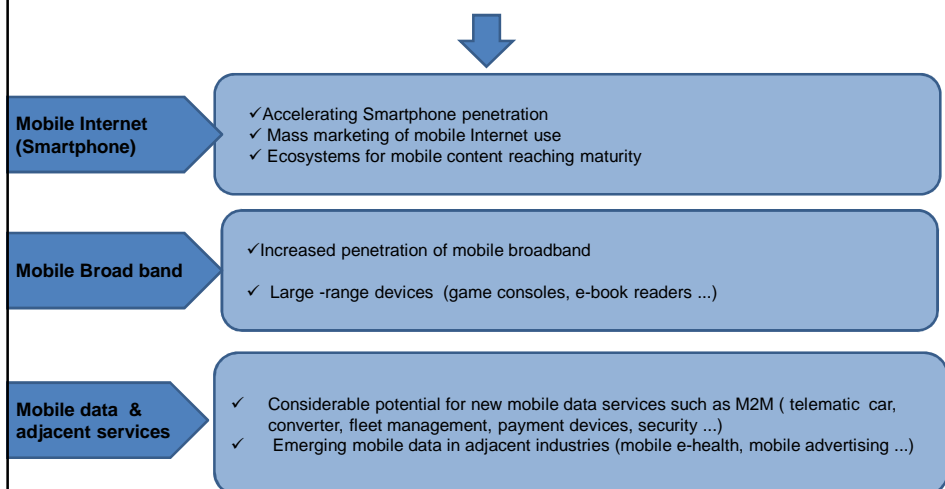 Mobile Internet
(Smartphone)
✓Accelerating Smartphone penetration
✓ Mass marketing of mobile Internet use
✓ Ecosystems for mobile content reaching maturity
Mobile Broad band
✓Increased penetration of mobile broadband
✓ Large -range devices (game consoles, e-book readers ...)
Mobile data &
adjacent services
✓ Considerable potential for new mobile data services such as M2M ( telematic car,
converter, fleet management, payment devices, security ...)
✓ Emerging mobile data in adjacent industries (mobile e-health, mobile advertising ...)